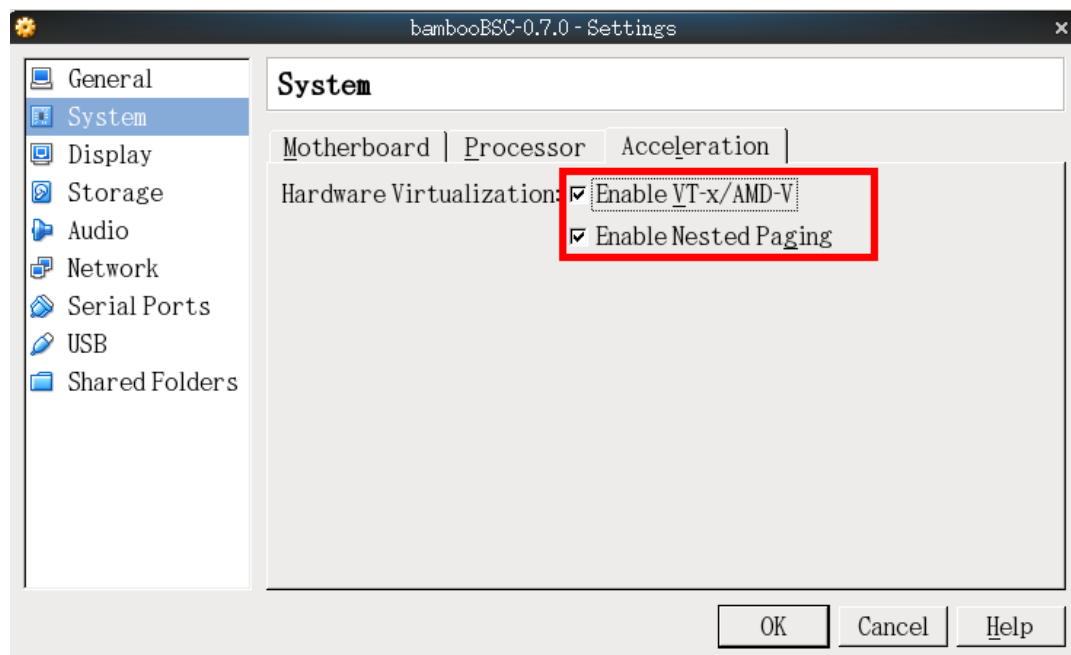 bambooBSC-0.7.0 - Settings
General
System
Display
Storage
Audio
Network
Serial Ports
USB
Shared Folders
System
Motherboard Processor Acceleration
Hardware Virtualization: Enable VT-x/AMD-V
Enable Nested Paging
OK Cancel Help